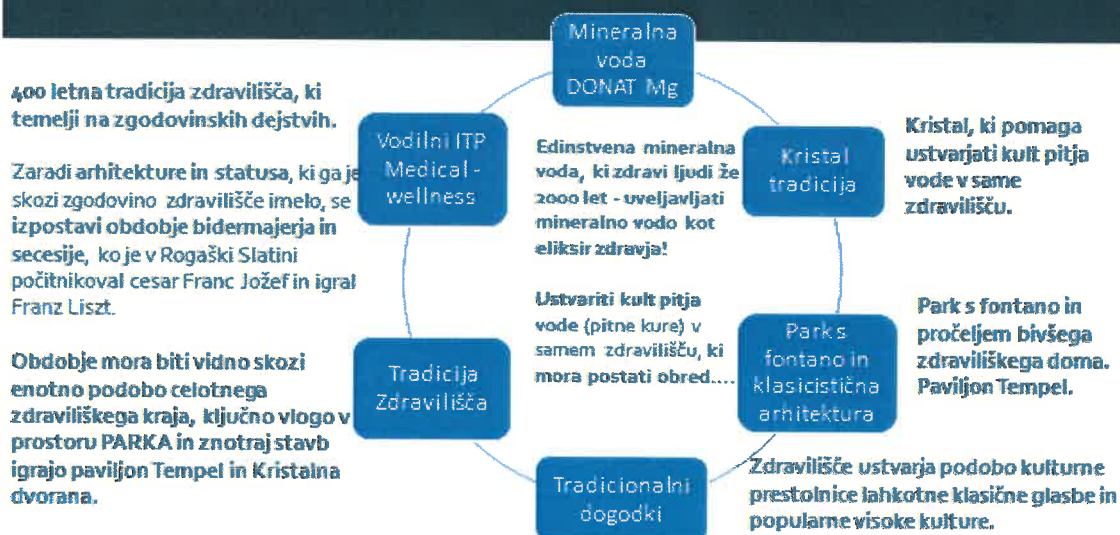 Mineralna
voda
DONAT Mg
400 letna tradicija zdravilišča, ki
temelji na zgodovinskih dejstvih.
Zaradi arhitekture in statusa, ki ga je
skozi zgodovino zdravilišče imelo, se
izpostavi obdobje bidermajerja in
secesije, ko je v Rogaški Slatini
počitnikoval cesar Franc Jožef in igral
Franz Liszt.
Obdobje mora biti vidno skozi
enotno podobo celotnega
zdraviliškega kraja, ključno vlogo v
prostoru PARKA in znotraj stavb
igrajo paviljon Tempel in Kristalna
dvorana.
Vodilni ITP
Medical -
wellness
Tradicija
Zdravilišča
Edinstvena mineralna
voda, ki zdravi ljudi že
2000 let - uveljavljati
mineralno vodo kot
eliksir zdravja!
Ustvariti kult pitja
vode (pitne kure) v
samem zdravilišču, ki
mora postati obred....
Kristal
tradicija
Kristal, ki pomaga
ustvarjati kult pitja
vode v same
zdravilišču.
Park s
fontano in
klasicistična
arhitektura
Park s fontano in
pročeljem bivšega
zdraviliškega doma.
Paviljon Tempel.
Tradicionalni
dogodki
Zdravilišče ustvarja podobo kulturne
prestolnice lahkotne klasične glasbe in
popularne visoke kulture.